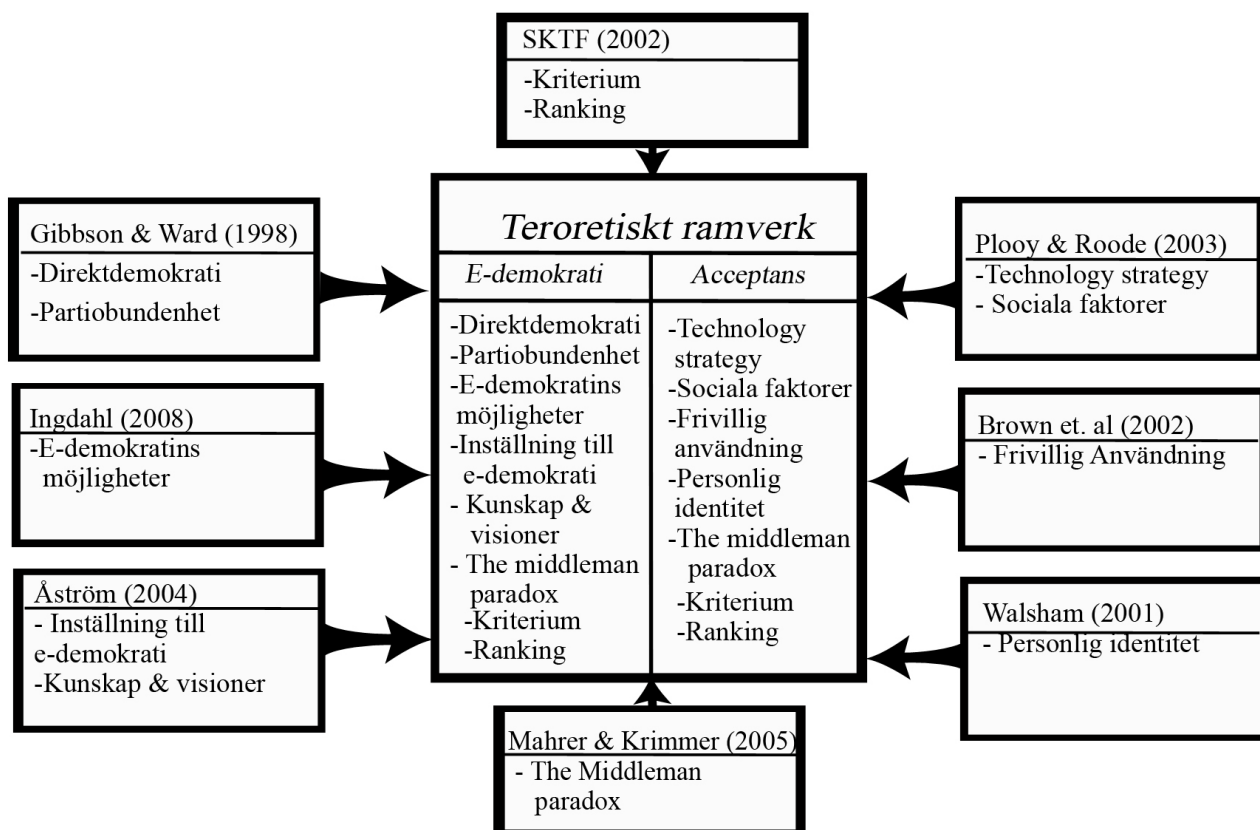 SKTF (2002)
-Kriterium
-Ranking
Gibbson & Ward (1998)
-Direktdemokrati
-Partiobundenhet
Ingdahl (2008)
-E-demokratins
möjligheter
Åström (2004)
- Inställning till
e-demokrati
-Kunskap & visioner
Teroretiskt ramverk
E-demokrati
-Direktdemokrati
-Partiobundenhet
-E-demokratins
möjligheter
-Inställning till
e-demokrati
- Kunskap &
visioner
- The middleman
paradox
-Kriterium
-Ranking
Acceptans
-Technology
strategy
-Sociala faktorer
-Frivillig
användning
-Personlig
identitet
-The middleman
paradox
-Kriterium
-Ranking
Plooy & Roode (2003)
-Technology strategy
- Sociala faktorer
Brown et. al (2002)
- Frivillig Användning
Walsham (2001)
- Personlig identitet
Mahrer & Krimmer (2005)
- The Middleman
paradox